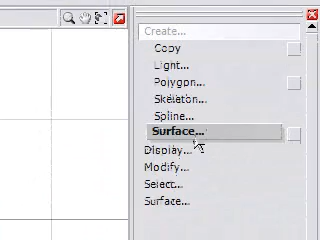 Create...
Copy
Light...
Polygon...
Skeleton...
Spline...
Surface...
Display...
Modify...
Select...
Surface...